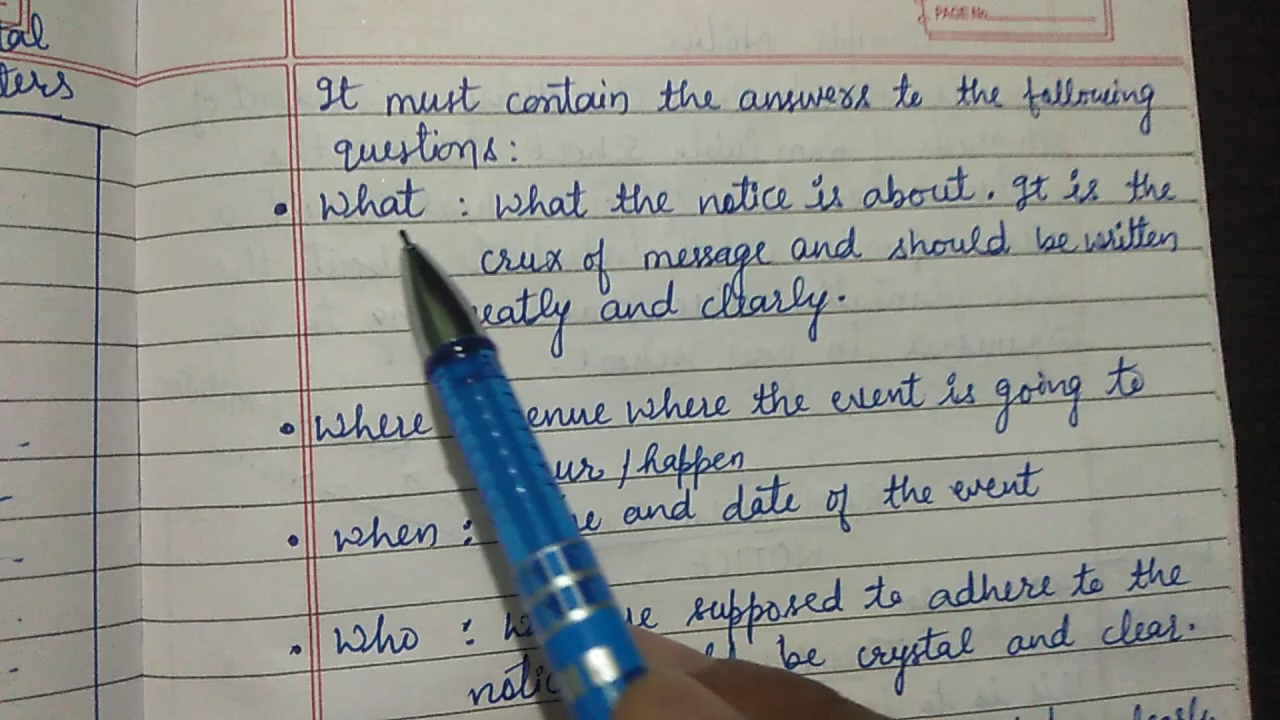 tal
ters
PAGE No.
It must contain the answers to the following
questions:
• What : What the notice is about. It is the
crux of message and should be written
eatly and clearly.
• Where enue where the event is going to
ur / happen
• When : e and date of the event
• Who : supposed to adhere to the
notic be crystal and clear.